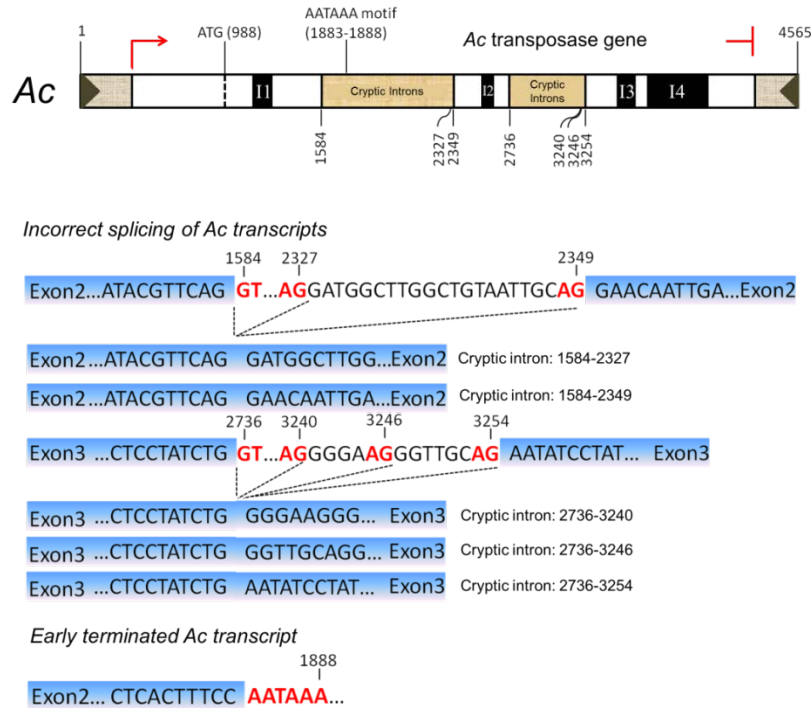 AATAAA motif
(1883-1888)
1
ATG (988)
Ac transposase gene
4565
Ac
I1
Cryptic Introns
I2
Cryptic
Introns
I3
I4
1584
2327
2349
2736
3240
3246
3254
Incorrect splicing of Ac transcripts
1584
2327
2349
Exon2...ATACGTTCAG GT...AGGATGGCTTGGCTGTAATTGCAG GAACAATTGA...Exon2
Exon2...ATACGTTCAG GATGGCTTGG...Exon2 Cryptic intron: 1584-2327
Exon2...ATACGTTCAG GAACAATTGA...Exon2 Cryptic intron: 1584-2349
2736
3240
3246
3254
Exon3 ...CTCCTATCTG GT...AGGGGAAGGGTTGCAG AATATCCTAT... Exon3
Exon3 ...CTCCTATCTG GGGAAGGG... Exon3 Cryptic intron: 2736-3240
Exon3 ...CTCCTATCTG GGTTGCAGG... Exon3 Cryptic intron: 2736-3246
Exon3 ...CTCCTATCTG AATATCCTAT... Exon3 Cryptic intron: 2736-3254
Early terminated Ac transcript
1888
Exon2... CTCACTTTCC AATAAA...